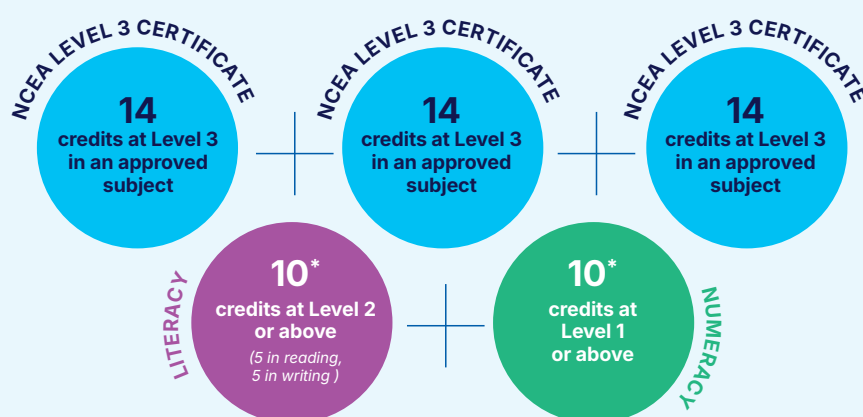 NCEA LEVEL 3 CERTIFICATE
14
credits at Level 3
in an approved
subject
NCEA LEVEL 3 CERTIFICATE
14
credits at Level 3
in an approved
subject
NCEA LEVEL 3 CERTIFICATE
14
credits at Level 3
in an approved
subject
LITERACY
10*
credits at Level 2
or above
(5 in reading,
5 in writing )
10*
credits at
Level 1
or above
NUMERACY